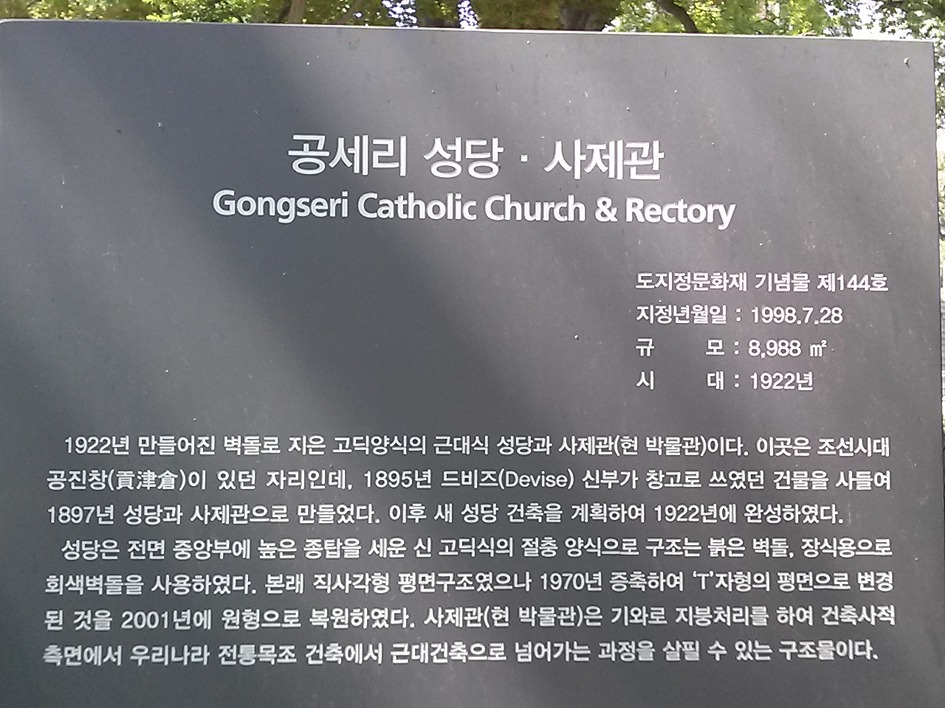 공세리 성당 · 사제관
Gongseri Catholic Church & Rectory
도지정문화재 기념물 제144호
지정년월일 : 1998.7.28
규 모 : 8,988 ㎡
시 대 : 1922년
1922년 만들어진 벽돌로 지은 고딕양식의 근대식 성당과 사제관(현 박물관)이다. 이곳은 조선시대
공진창(貢津倉)이 있던 자리인데, 1895년 드비즈(Devise) 신부가 창고로 쓰였던 건물을 사들여
1897년 성당과 사제관으로 만들었다. 이후 새 성당 건축을 계획하여 1922년에 완성하였다.
성당은 전면 중앙부에 높은 종탑을 세운 신 고딕식의 절충 양식으로 구조는 붉은 벽돌, 장식용으로
회색벽돌을 사용하였다. 본래 직사각형 평면구조였으나 1970년 증축하여 ‘T’자형의 평면으로 변경
된 것을 2001년에 원형으로 복원하였다. 사제관(현 박물관)은 기와로 지붕처리를 하여 건축사적
측면에서 우리나라 전통목조 건축에서 근대건축으로 넘어가는 과정을 살필 수 있는 구조물이다.